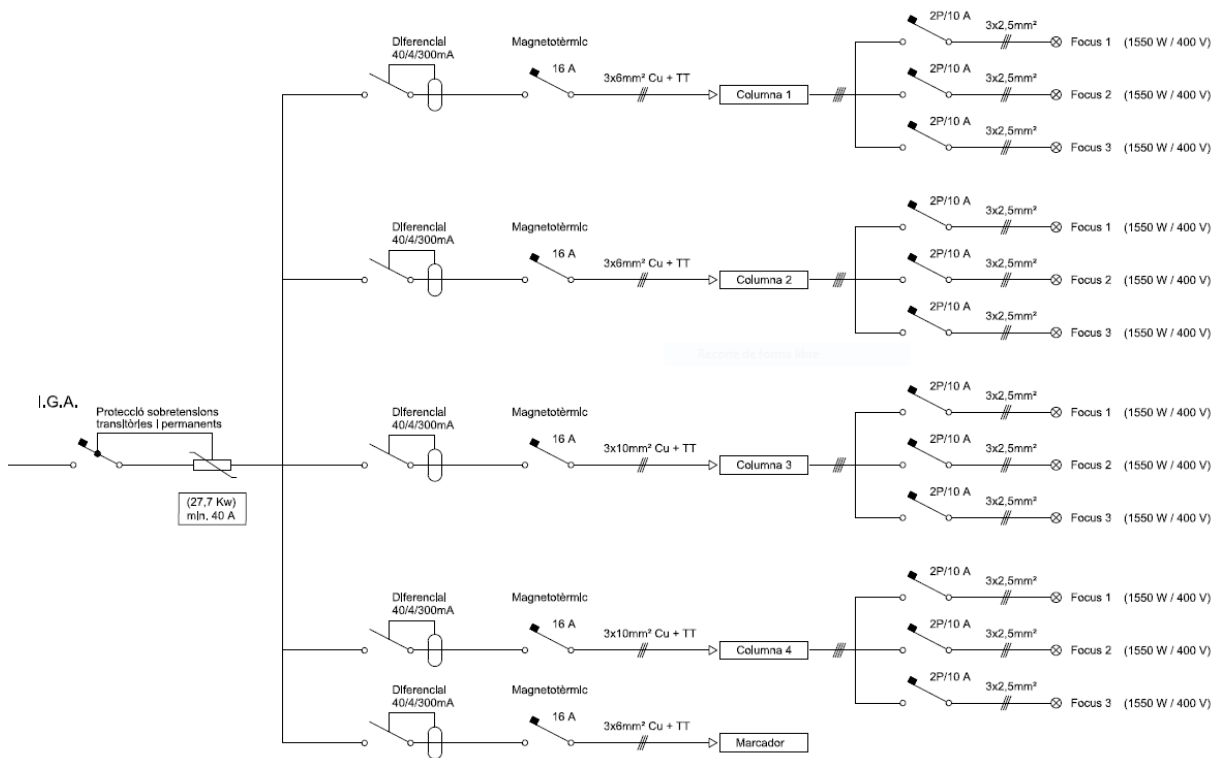 I.G.A.
Protecció sobretensions
transitòries i permanents
(27,7 Kw)
min. 40 A
Diferencial
40/4/300mA
Magnetotèrmic
16 A
3x6mm² Cu + TT
Columna 1
2P/10 A
3x2,5mm²
Focus 1 (1550 W / 400 V)
2P/10 A
3x2,5mm²
Focus 2 (1550 W / 400 V)
2P/10 A
3x2,5mm²
Focus 3 (1550 W / 400 V)
Diferencial
40/4/300mA
Magnetotèrmic
16 A
3x6mm² Cu + TT
Columna 2
2P/10 A
3x2,5mm²
Focus 1 (1550 W / 400 V)
2P/10 A
3x2,5mm²
Focus 2 (1550 W / 400 V)
2P/10 A
3x2,5mm²
Focus 3 (1550 W / 400 V)
Recorte de forma libre
Diferencial
40/4/300mA
Magnetotèrmic
16 A
3x10mm² Cu + TT
Columna 3
2P/10 A
3x2,5mm²
Focus 1 (1550 W / 400 V)
2P/10 A
3x2,5mm²
Focus 2 (1550 W / 400 V)
2P/10 A
3x2,5mm²
Focus 3 (1550 W / 400 V)
Diferencial
40/4/300mA
Magnetotèrmic
16 A
3x10mm² Cu + TT
Columna 4
2P/10 A
3x2,5mm²
Focus 1 (1550 W / 400 V)
2P/10 A
3x2,5mm²
Focus 2 (1550 W / 400 V)
2P/10 A
3x2,5mm²
Focus 3 (1550 W / 400 V)
Diferencial
40/4/300mA
Magnetotèrmic
16 A
3x6mm² Cu + TT
Marcador